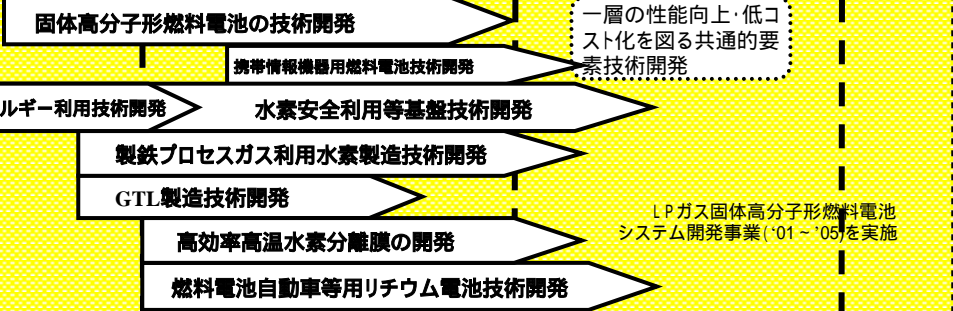 固体高分子形燃料電池の技術開発
一層の性能向上・低コ
スト化を図る共通的要
素技術開発
携帯情報機器用燃料電池技術開発
ルギー利用技術開発
水素安全利用等基盤技術開発
製鉄プロセスガス利用水素製造技術開発
GTL製造技術開発
LPガス固体高分子形燃料電池
システム開発事業(‘01～’05)を実施
高効率高温水素分離膜の開発
燃料電池自動車等用リチウム電池技術開発